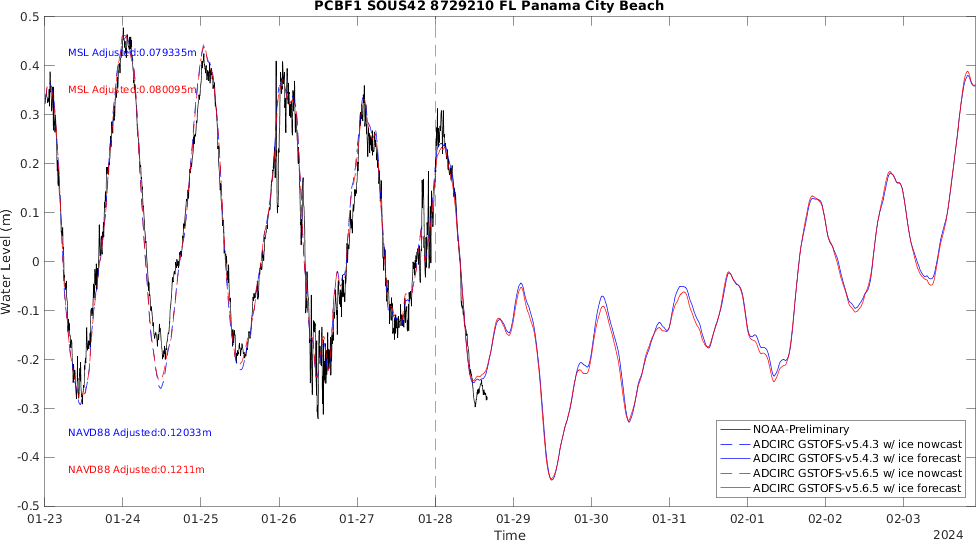 PCBF1 SOUS42 8729210 FL Panama City Beach
0.5
0.4
0.3
0.2
0.1
0
-0.1
-0.2
-0.3
-0.4
-0.5
Water Level (m)
MSL Adjusted:0.079335m
MSL Adjusted:0.080095m
NAVD88 Adjusted:0.12033m
NAVD88 Adjusted:0.1211m
NOAA-Preliminary
ADCIRC GSTOFS-v5.4.3 w/ ice nowcast
ADCIRC GSTOFS-v5.4.3 w/ ice forecast
ADCIRC GSTOFS-v5.6.5 w/ ice nowcast
ADCIRC GSTOFS-v5.6.5 w/ ice forecast
01-23 01-24 01-25 01-26 01-27 01-28 01-29 01-30 01-31 02-01 02-02 02-03
Time
2024